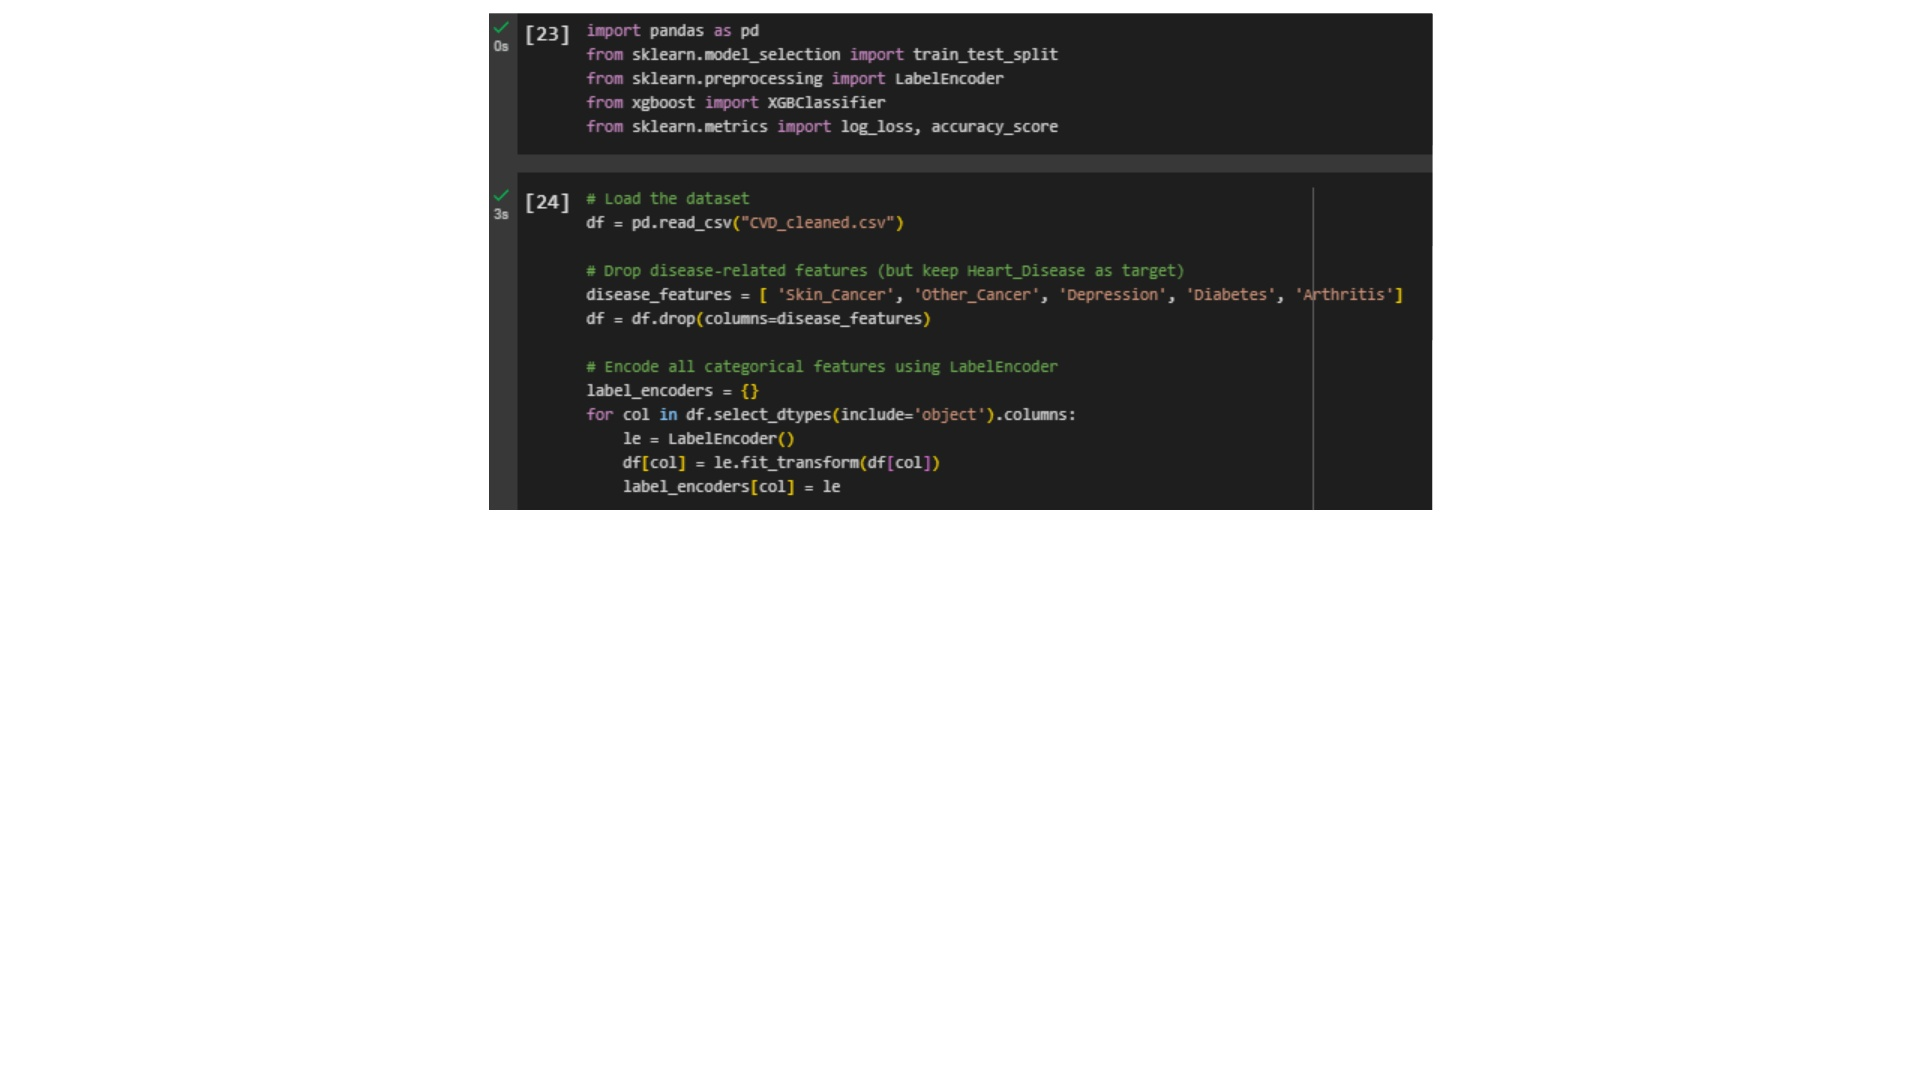 [23] import pandas as pd
0s
from sklearn.model_selection import train_test_split
from sklearn.preprocessing import LabelEncoder
from xgboost import XGBClassifier
from sklearn.metrics import log_loss, accuracy_score
[24] # Load the dataset
3s
df = pd.read_csv("CVD_cleaned.csv")
# Drop disease-related features (but keep Heart_Disease as target)
disease_features = [ 'Skin_Cancer', 'Other_Cancer', 'Depression', 'Diabetes', 'Arthritis']
df = df.drop(columns=disease_features)
# Encode all categorical features using LabelEncoder
label_encoders = {}
for col in df.select_dtypes(include='object').columns:
    le = LabelEncoder()
    df[col] = le.fit_transform(df[col])
    label_encoders[col] = le